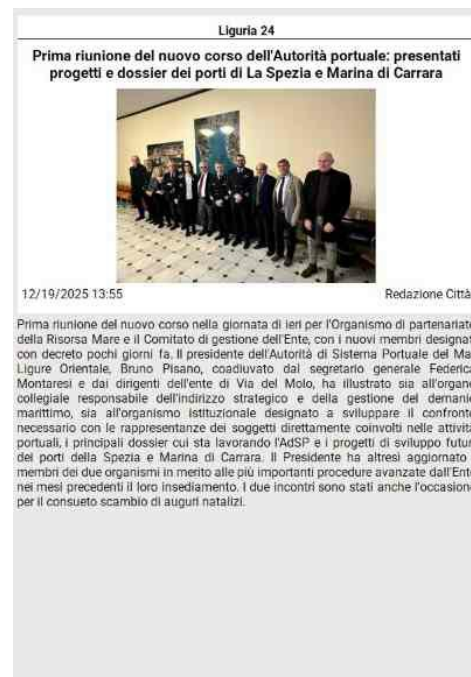 Liguria 24
Prima riunione del nuovo corso dell'Autorità portuale: presentati
progetti e dossier dei porti di La Spezia e Marina di Carrara
12/19/2025 13:55
Redazione Città
Prima riunione del nuovo corso nella giornata di ieri per l'Organismo di partenariato
della Risorsa Mare e il Comitato di gestione dell'Ente, con i nuovi membri designat
con decreto pochi giorni fa. Il presidente dell'Autorità di Sistema Portuale del Mar
Ligure Orientale, Bruno Pisano, coadiuvato dal segretario generale Federica
Montaresi e dai dirigenti dell'ente di Via del Molo, ha illustrato sia all'organo
collegiale responsabile dell'indirizzo strategico e della gestione del demanio
marittimo, sia all'organismo istituzionale designato a sviluppare il confronto
necessario con le rappresentanze dei soggetti direttamente coinvolti nelle attività
portuali, i principali dossier cui sta lavorando l'AdSP e i progetti di sviluppo futur
dei porti della Spezia e Marina di Carrara. Il Presidente ha altresì aggiornato
membri dei due organismi in merito alle più importanti procedure avanzate dall'Ente
nei mesi precedenti il loro insediamento. I due incontri sono stati anche l'occasione
per il consueto scambio di auguri natalizi.